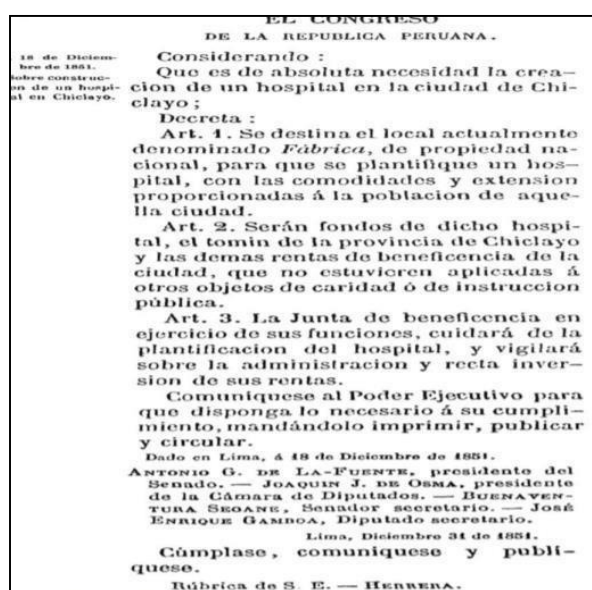 EL CONGRESO
DE LA REPUBLICA PERUANA.
18 de Diciem-
bre de 1851.
Sobre construc-
on de un hospi-
al en Chiclayo.
Considerando :
Que es de absoluta necesidad la crea-
cion de un hospital en la ciudad de Chi-
clayo ;
Decreta :
Art. 1. Se destina el local actualmente
denominado Fábrica, de propiedad na-
cional, para que se plantifique un hos-
pital, con las comodidades y extension
proporcionadas á la poblacion de aque-
lla ciudad.
Art. 2. Serán fondos de dicho hospi-
tal, el tomin de la provincia de Chiclayo
y las demas rentas de beneficencia de la
ciudad, que no estuvieren aplicadas á
otros objetos de caridad ó de instruccion
pública.
Art. 3. La Junta de beneficencia en
ejercicio de sus funciones, cuidará de la
plantificacion del hospital, y vigilará
sobre la administracion y recta inver-
sion de sus rentas.
Comuníquese al Poder Ejecutivo para
que disponga lo necesario á su cumpli-
miento, mandándolo imprimir, publicar
y circular.
Dado en Lima, á 18 de Diciembre de 1851.
ANTONIO G. DE LA-FUENTE, presidente del
Senado. — JOAQUIN J. DE OSMA, presidente
de la Cámara de Diputados. — BUENAVEN-
TURA SEOANE, Senador secretario. — JOSÉ
ENRIQUE GAMBOA, Diputado secretario.
Lima, Diciembre 31 de 1851.
Cúmplase, comuníquese y publí-
quese.
Rúbrica de S. E. — HERRERA.